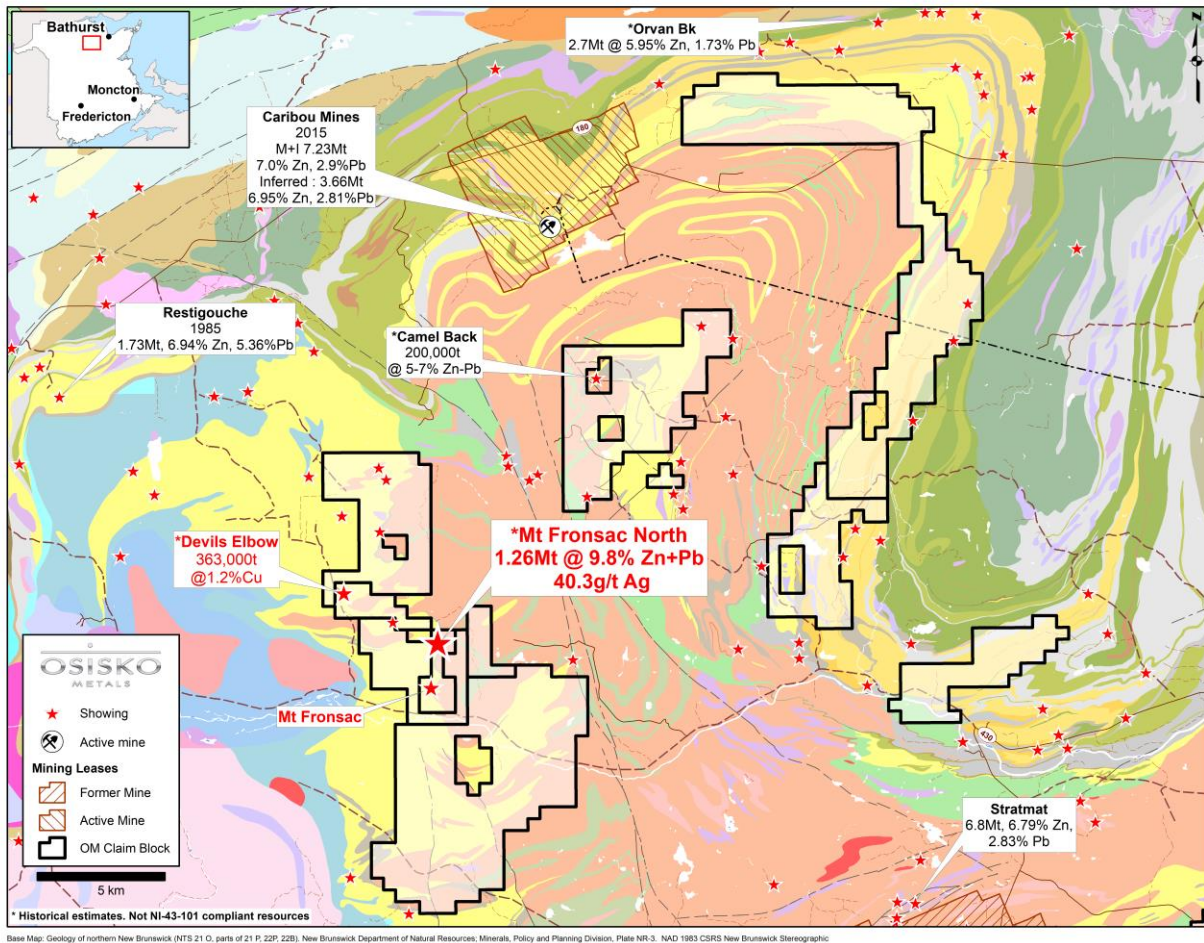 Bathurst
Moncton
Fredericton
*Orvan Bk
2.7Mt @ 5.95% Zn, 1.73% Pb
N
Caribou Mines
2015
M+I 7.23Mt
7.0% Zn, 2.9%Pb
Inferred : 3.66Mt
6.95% Zn, 2.81%Pb
180
Restigouche
1985
1.73Mt, 6.94% Zn, 5.36%Pb
*Camel Back
200,000t
@ 5-7% Zn-Pb
*Devils Elbow
363,000t
@1.2%Cu
*Mt Fronsac North
1.26Mt @ 9.8% Zn+Pb
40.3g/t Ag
Mt Fronsac
430
Stratmat
6.8Mt, 6.79% Zn,
2.83% Pb
OSISKO
METALS
Showing
Active mine
Mining Leases
Former Mine
Active Mine
OM Claim Block
5 km
* Historical estimates. Not NI-43-101 compliant resources
Base Map: Geology of northern New Brunswick (NTS 21 O, parts of 21 P, 22P, 22B). New Brunswick Department of Natural Resources; Minerals, Policy and Planning Division, Plate NR-3. NAD 1983 CSRS New Brunswick Stereographic